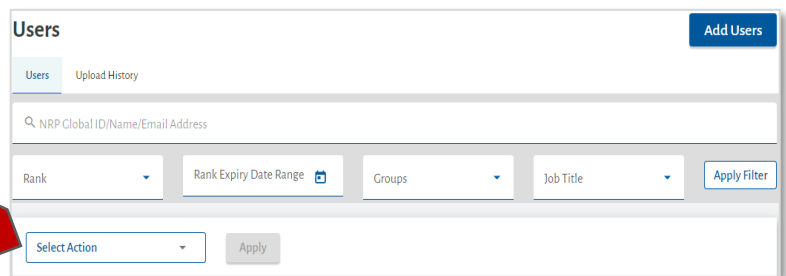 Users
Add Users
Users Upload History
NRP Global ID/Name/Email Address
Rank Rank Expiry Date Range Groups Job Title Apply Filter
Select Action Apply